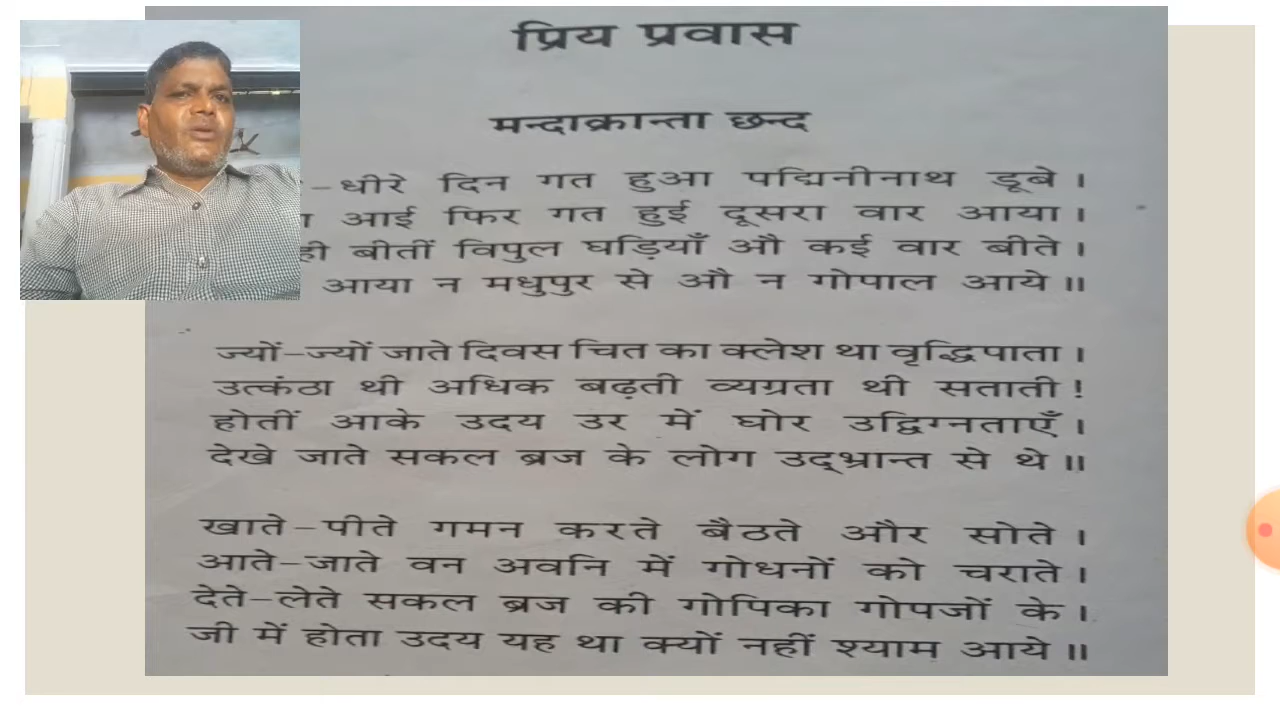 प्रिय प्रवास
मन्दाक्रान्ता छन्द
-धीरे दिन गत हुआ पद्मिनीनाथ डूबे ।
आई फिर गत हुई दूसरा वार आया ।
ही बीतीं विपुल घड़ियाँ औ कई वार बीते ।
आया न मधुपुर से औ न गोपाल आये ॥
ज्यों-ज्यों जाते दिवस चित का क्लेश था वृद्धि पाता ।
उत्कंठा थी अधिक बढ़ती व्यग्रता थी सताती !
होतीं आके उदय उर में घोर उद्विग्नताएँ ।
देखे जाते सकल ब्रज के लोग उद्भ्रान्त से थे ॥
खाते-पीते गमन करते बैठते और सोते ।
आते-जाते वन अवनि में गोधनों को चराते ।
देते-लेते सकल ब्रज की गोपिका गोपजों के ।
जी में होता उदय यह था क्यों नहीं श्याम आये ॥